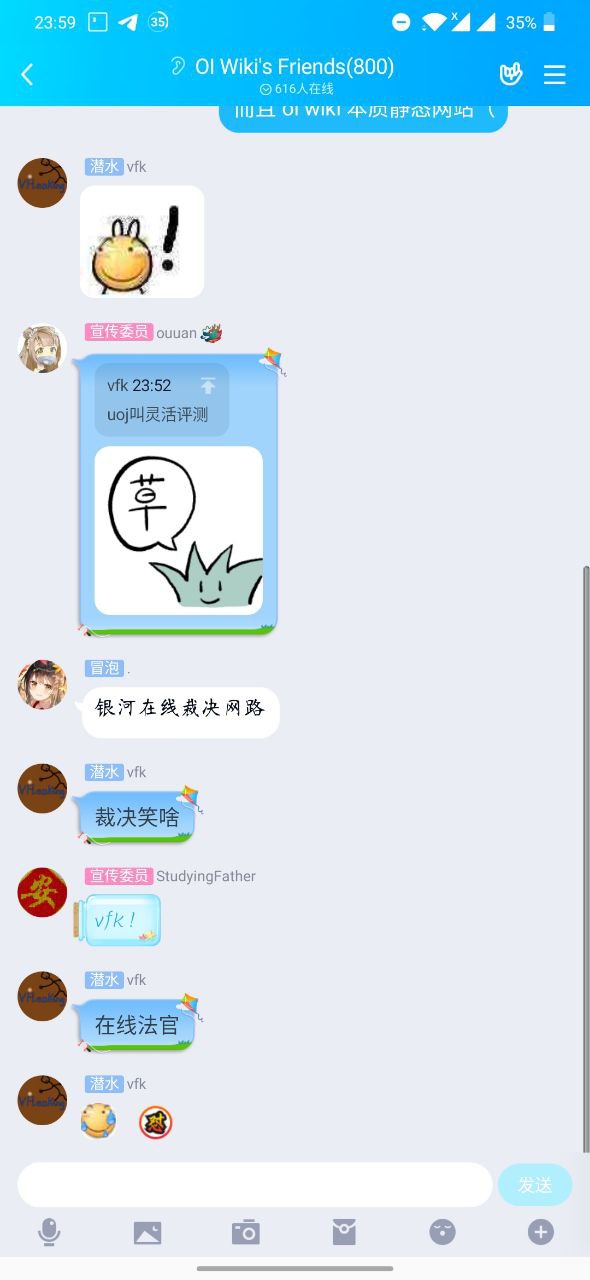 23:59
35
35%
OI Wiki's Friends(800)
616人在线
而且 oi wiki 本质静态网站（
潜水 vfk
！
宣传委员 ouuan
vfk 23:52
uoj叫灵活评测
草
冒泡 .
银河在线裁决网路
潜水 vfk
裁决笑啥
宣传委员 StudyingFather
安
vfk！
潜水 vfk
在线法官
潜水 vfk
怼
发送